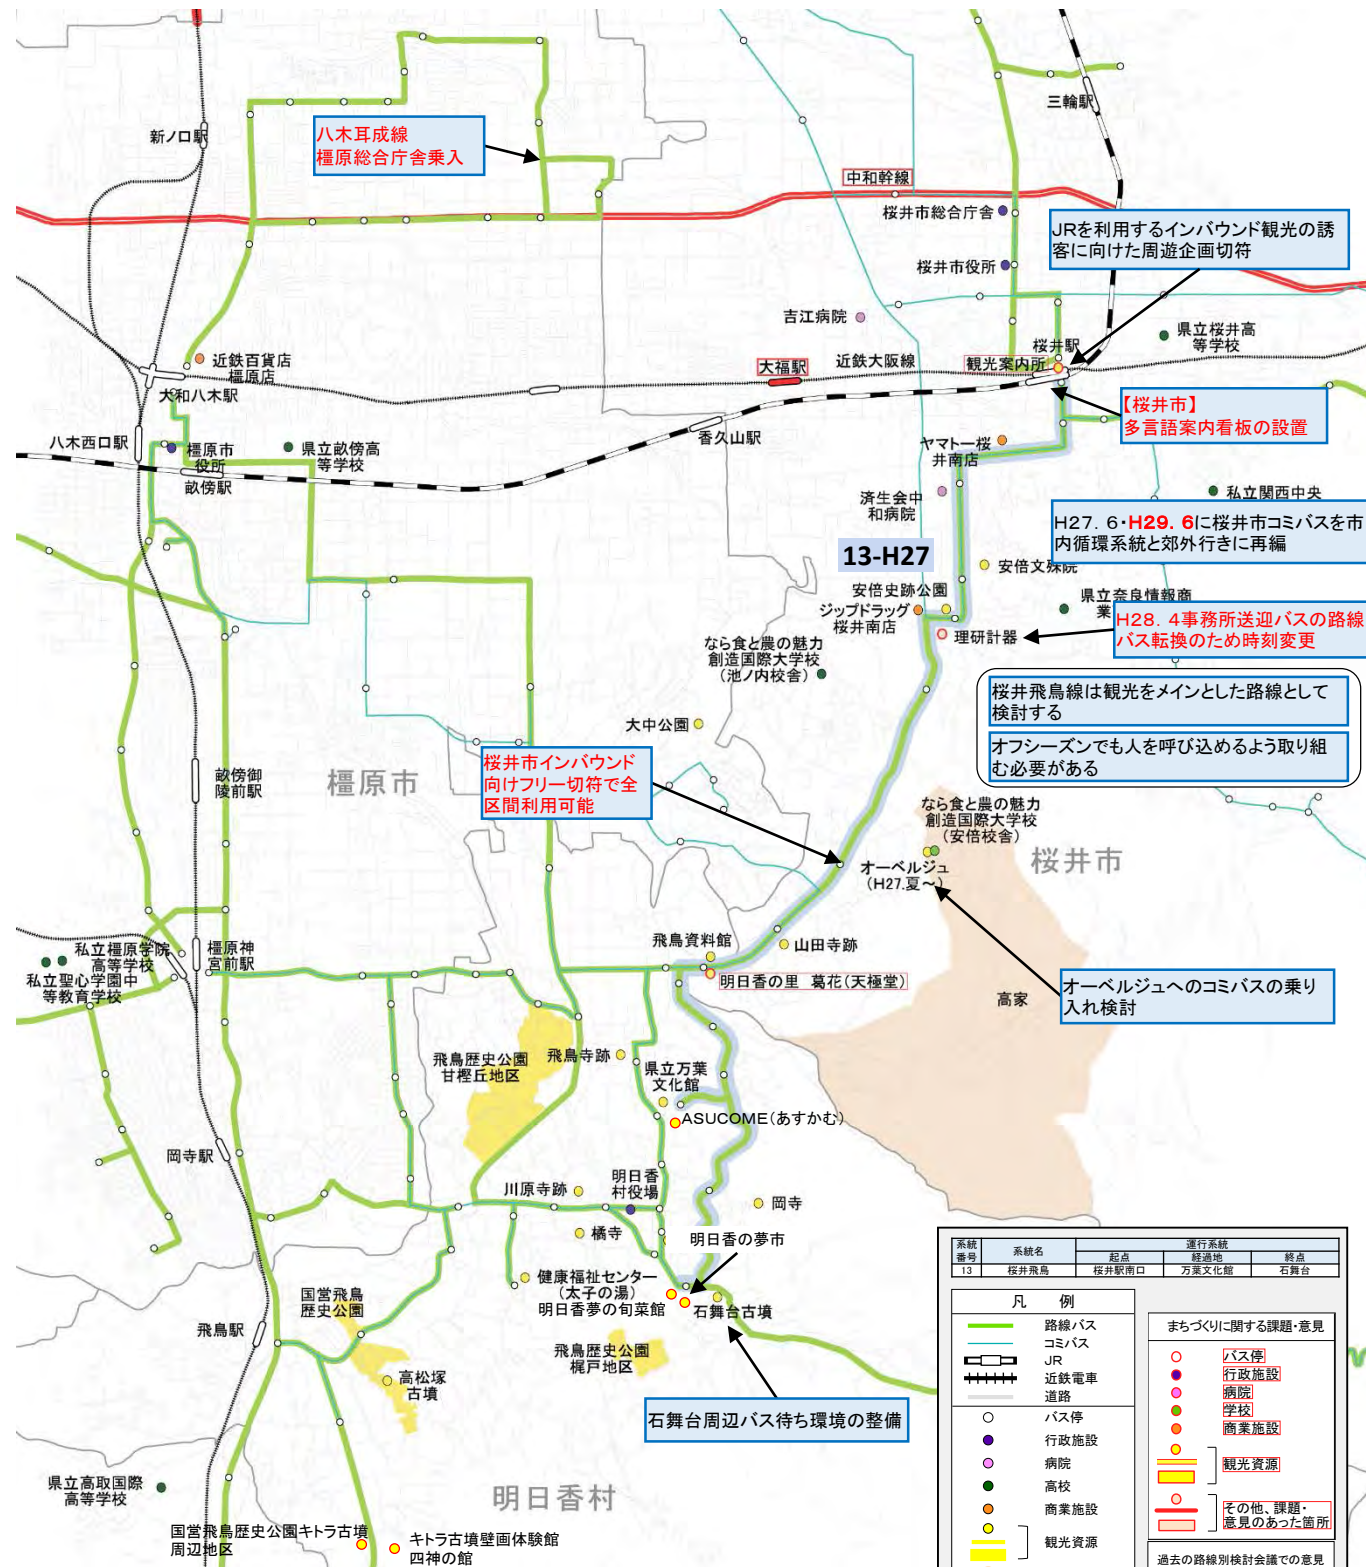 新ノ口駅
八木耳成線
橿原総合庁舎乗入
三輪駅
中和幹線
桜井市総合庁舎
JRを利用するインバウンド観光の誘
客に向けた周遊企画切符
桜井市役所
吉江病院
県立桜井高
等学校
桜井駅
観光案内所
近鉄百貨店
橿原店
大福駅
近鉄大阪線
大和八木駅
【桜井市】
多言語案内看板の設置
八木西口駅
橿原市
役所
県立畝傍高
等学校
畝傍駅
香久山駅
ヤマトー桜
井南店
済生会中
和病院
私立関西中央
H27. 6・H29. 6に桜井市コミバスを市
内循環系統と郊外行きに再編
13-H27
安倍文殊院
安倍史跡公園
ジップドラッグ
桜井南店
県立奈良情報商
業
H28. 4事務所送迎バスの路線
バス転換のため時刻変更
理研計器
なら食と農の魅力
創造国際大学校
(池ノ内校舎)
桜井飛鳥線は観光をメインとした路線として
検討する
オフシーズンでも人を呼び込めるよう取り組
む必要がある
大中公園
桜井市インバウンド
向けフリー切符で全
区間利用可能
畝傍御
陵前駅
橿原市
なら食と農の魅力
創造国際大学校
(安倍校舎)
桜井市
オーベルジュ
(H27.夏～)
飛鳥資料館
山田寺跡
明日香の里 葛花(天極堂)
私立橿原学院
高等学校
私立聖心学園中
等教育学校
橿原神
宮前駅
オーベルジュへのコミバスの乗り
入れ検討
高家
飛鳥歴史公園
甘樫丘地区
飛鳥寺跡
県立万葉
文化館
ASUCOME(あすかむ)
岡寺駅
川原寺跡
明日香
村役場
岡寺
橘寺
明日香の夢市
健康福祉センター
(太子の湯)
明日香夢の旬菜館
石舞台古墳
国営飛鳥
歴史公園
飛鳥駅
高松塚
古墳
飛鳥歴史公園
梶戸地区
石舞台周辺バス待ち環境の整備
県立高取国際
高等学校
明日香村
国営飛鳥歴史公園キトラ古墳
周辺地区
キトラ古墳壁画体験館
四神の館
系統
番号
系統名
運行系統
起点
経過地
終点
13
桜井飛鳥
桜井駅南口
万葉文化館
石舞台
凡 例
路線バス
コミバス
JR
近鉄電車
道路
バス停
行政施設
病院
高校
商業施設
観光資源
まちづくりに関する課題・意見
バス停
行政施設
病院
学校
商業施設
観光資源
その他、課題・
意見のあった箇所
過去の路線別検討会議での意見